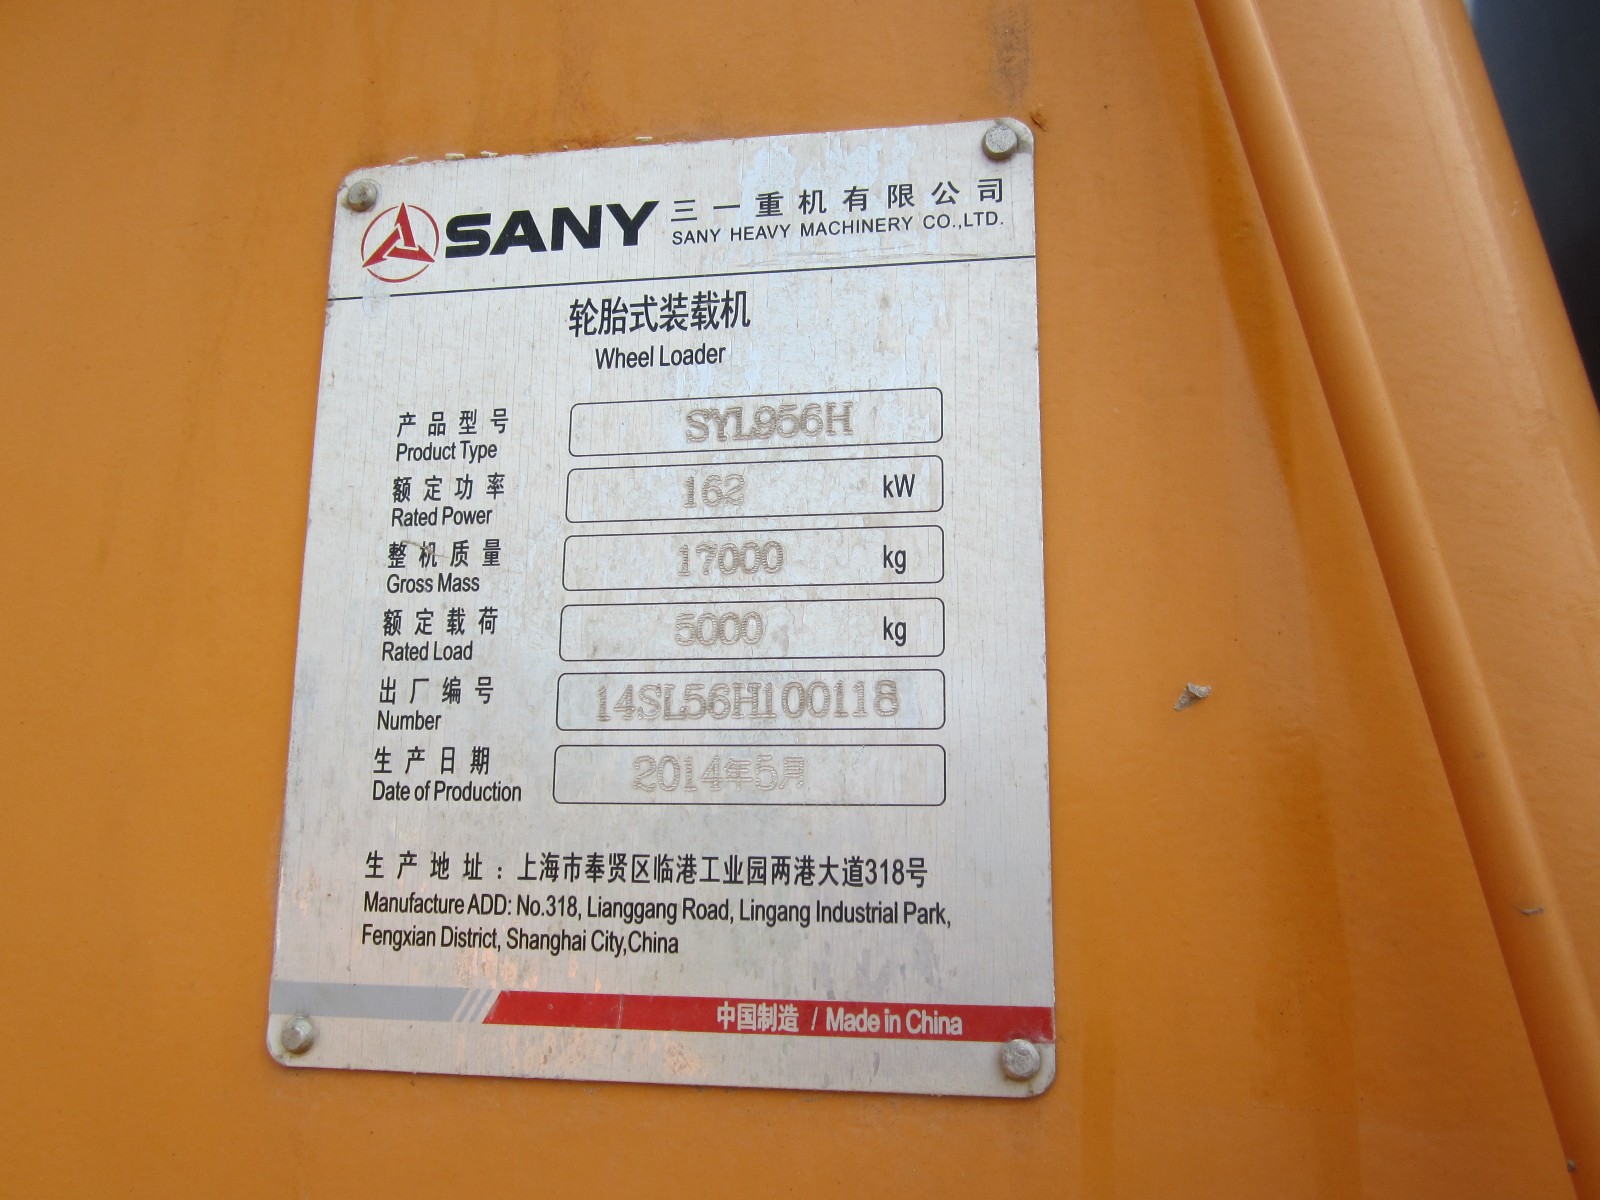 SANY 三一重机有限公司
SANY HEAVY MACHINERY CO.,LTD.
轮胎式装载机
Wheel Loader
产品型号 SYL956H
Product Type
额定功率 162 kW
Rated Power
整机质量 17000 kg
Gross Mass
额定载荷 5000 kg
Rated Load
出厂编号 14SL56H100118
Number
生产日期 2014年5月
Date of Production
生产地址：上海市奉贤区临港工业园两港大道318号
Manufacture ADD: No.318, Lianggang Road, Lingang Industrial Park,
Fengxian District, Shanghai City,China
中国制造 / Made in China